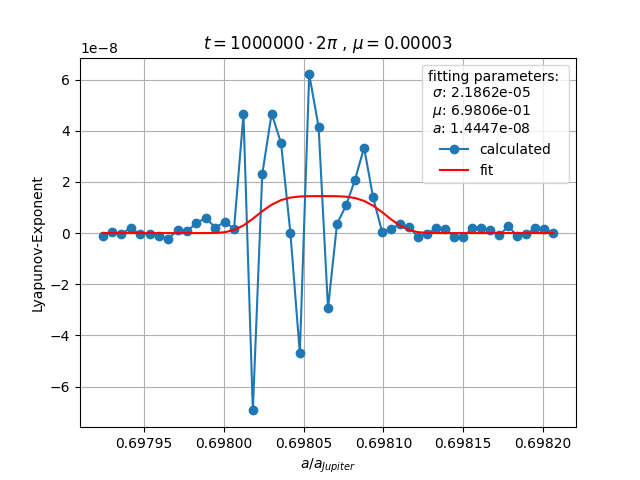 t = 1000000 · 2π , μ = 0.00003
1e−8
fitting parameters:
σ: 2.1862e-05
μ: 6.9806e-01
a: 1.4447e-08
calculated
fit
6
4
2
0
−2
−4
−6
Lyapunov-Exponent
0.69795 0.69800 0.69805 0.69810 0.69815 0.69820
a/a_Jupiter